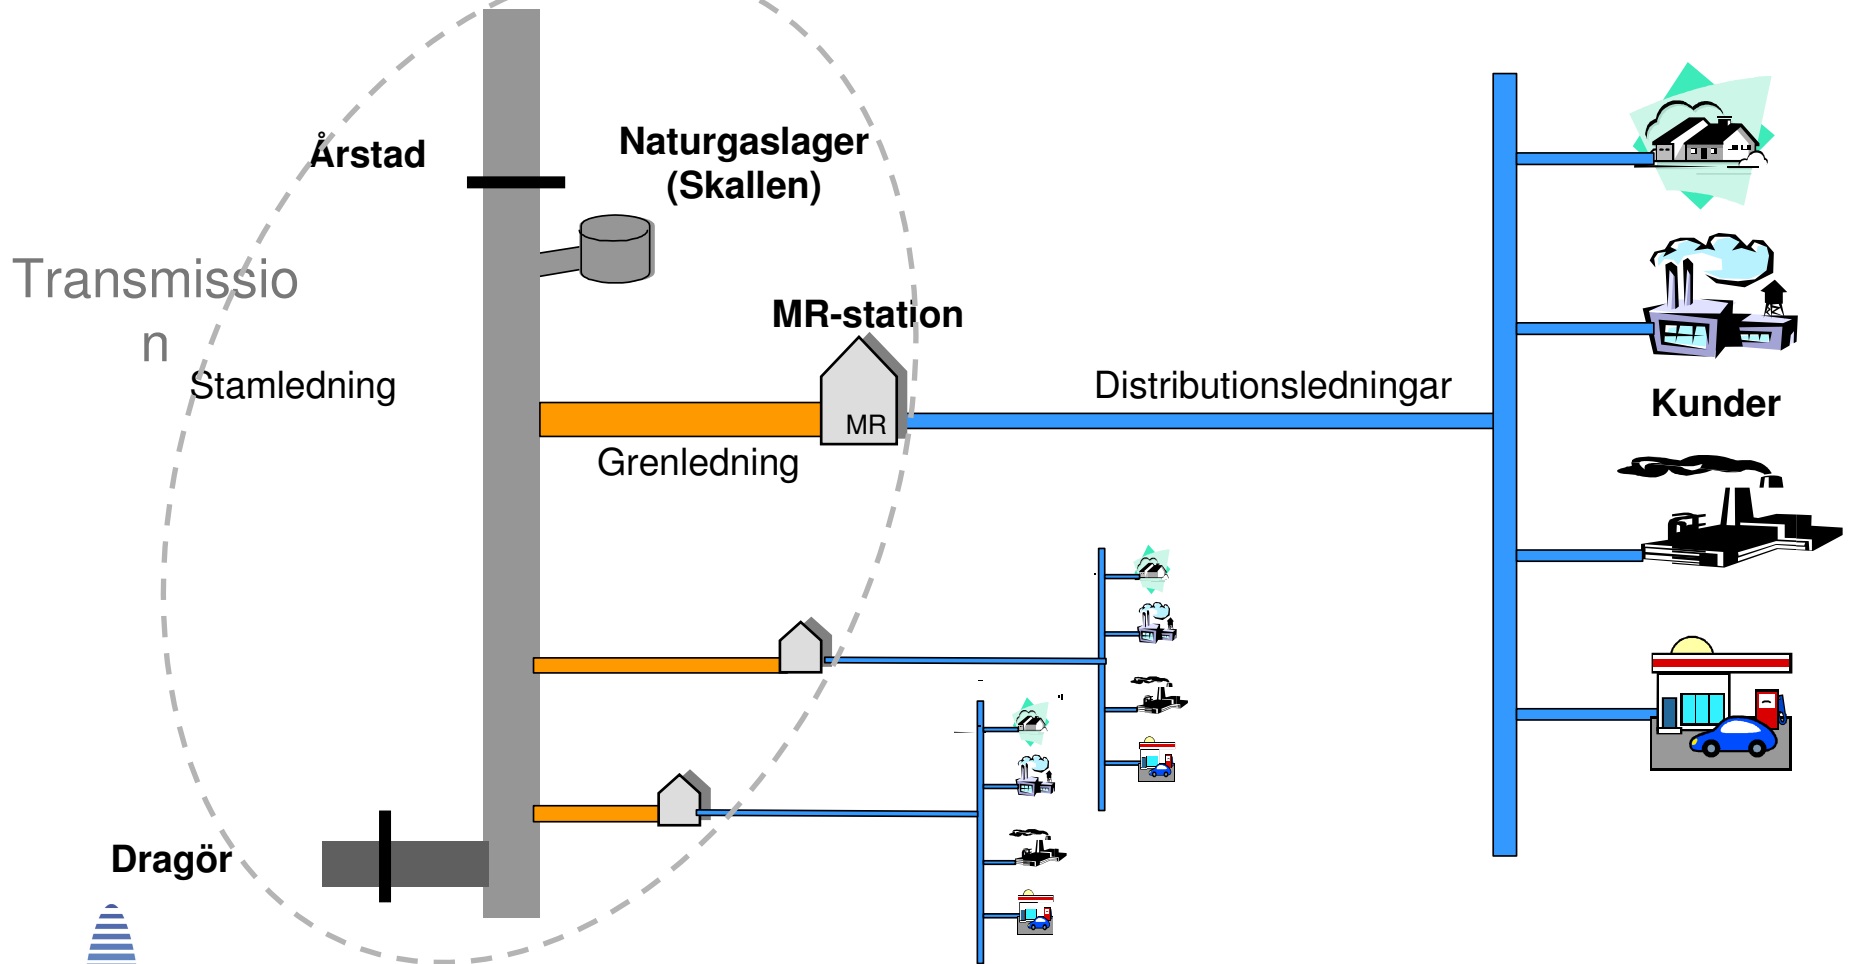 Årstad
Naturgaslager
(Skallen)
Transmissio
n
MR-station
Stamledning
Distributionsledningar
Kunder
MR
Grenledning
Dragör